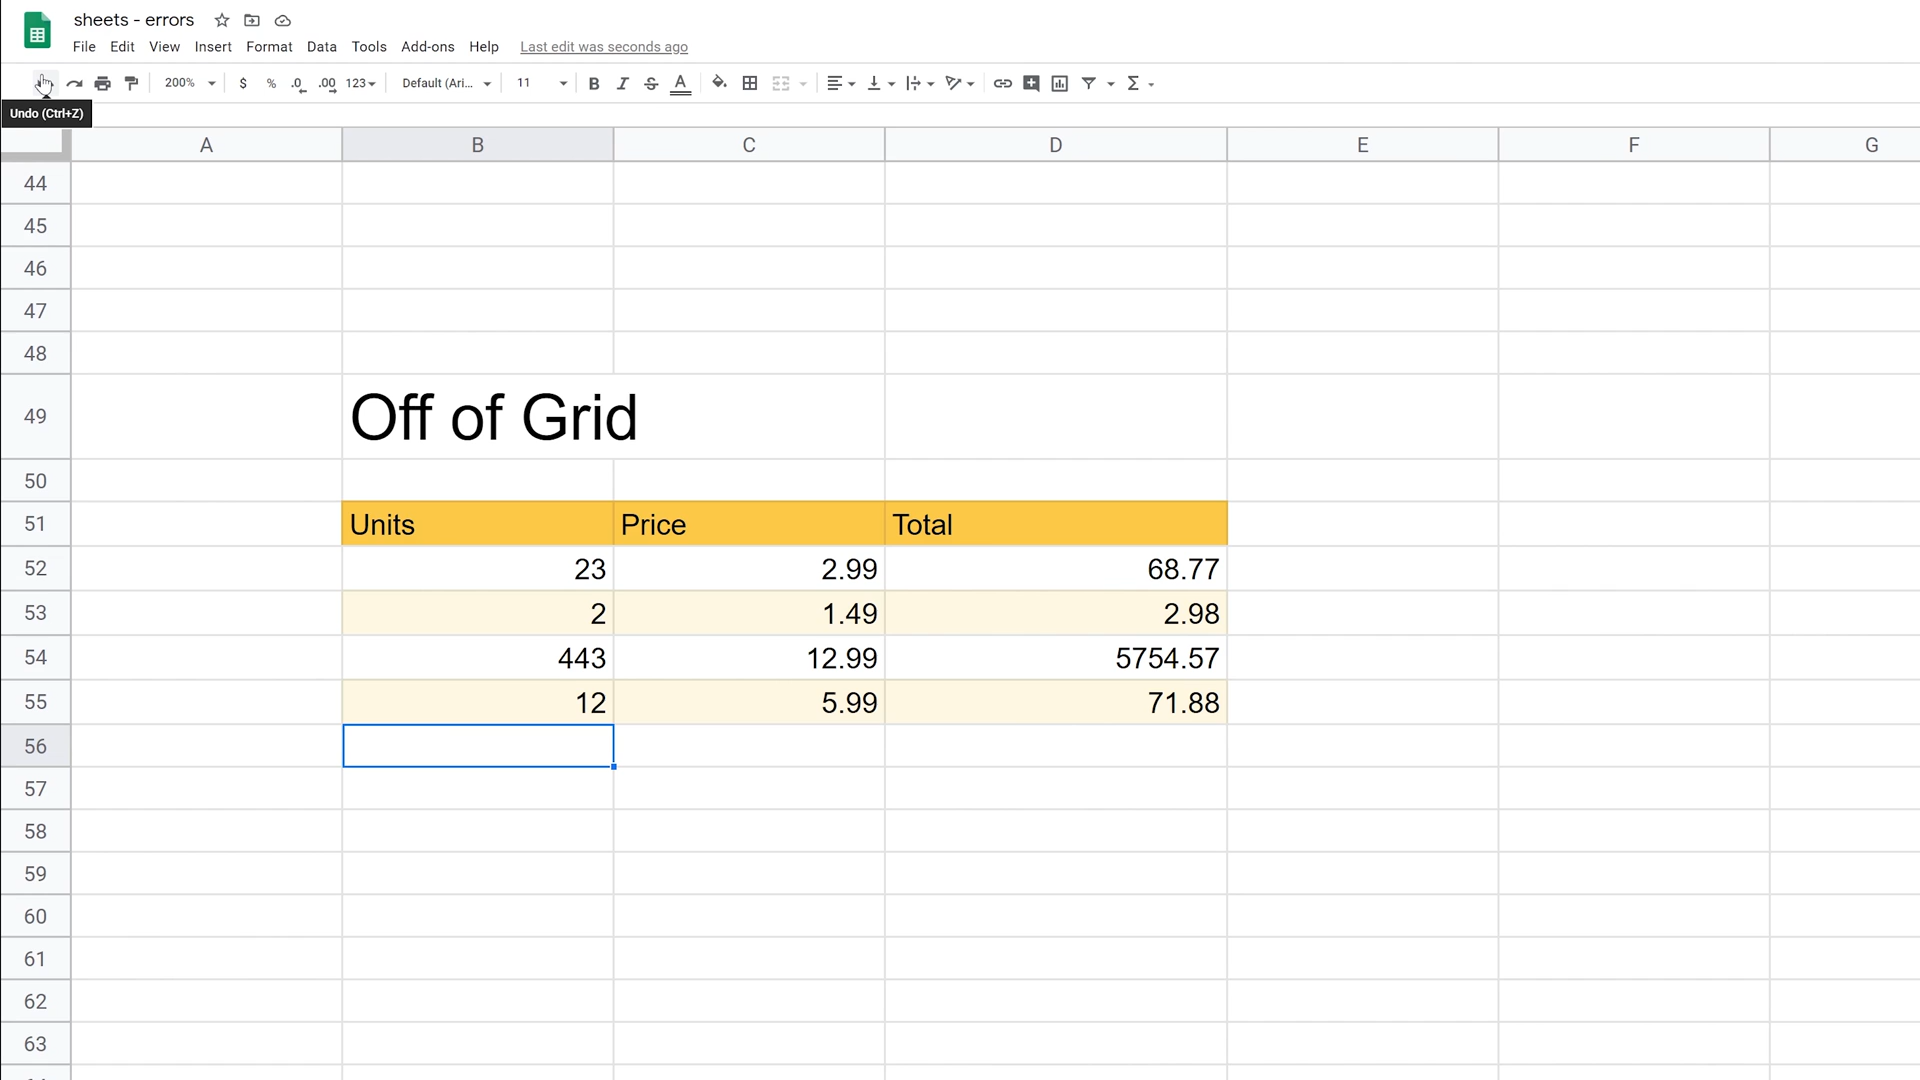 sheets - errors
File Edit View Insert Format Data Tools Add-ons Help Last edit was seconds ago
200% $ % .0 .00 123 Default (Ari... 11 B I S A Σ
Undo (Ctrl+Z)
A B C D E F G
44
45
46
47
48
49 Off of Grid
50
51 Units Price Total
52 23 2.99 68.77
53 2 1.49 2.98
54 443 12.99 5754.57
55 12 5.99 71.88
56
57
58
59
60
61
62
63